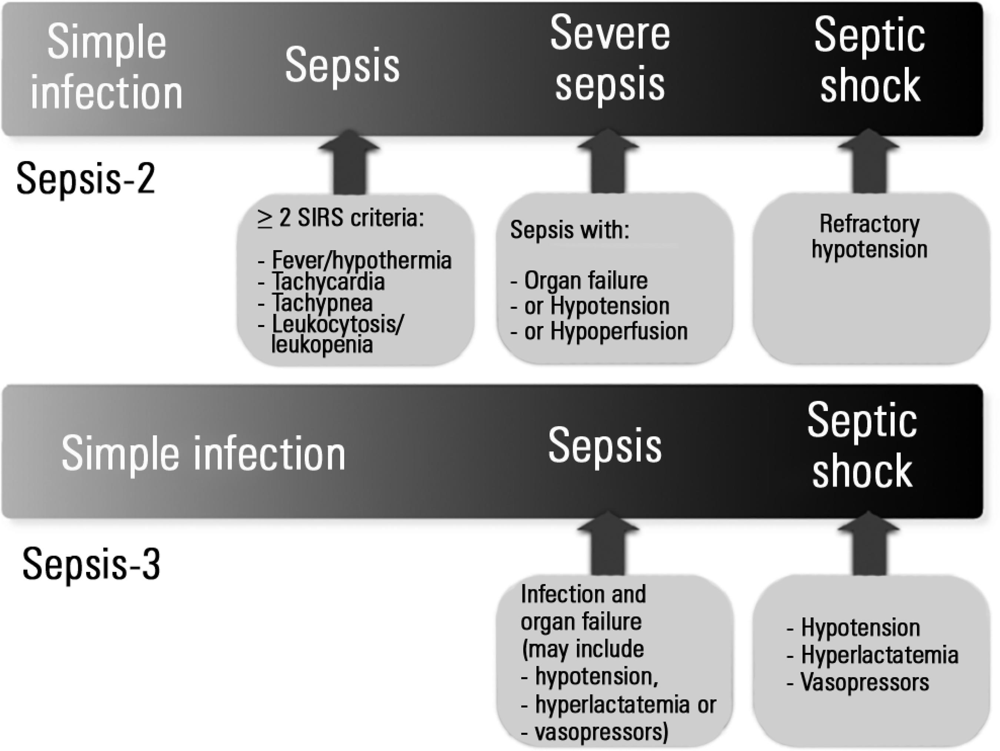 Simple
infection
Sepsis
Severe
sepsis
Septic
shock
Sepsis-2
≥ 2 SIRS criteria:
- Fever/hypothermia
- Tachycardia
- Tachypnea
- Leukocytosis/
leukopenia
Sepsis with:
- Organ failure
- or Hypotension
- or Hypoperfusion
Refractory
hypotension
Simple infection
Sepsis
Septic
shock
Sepsis-3
Infection and
organ failure
(may include
- hypotension,
- hyperlactatemia or
- vasopressors)
- Hypotension
- Hyperlactatemia
- Vasopressors